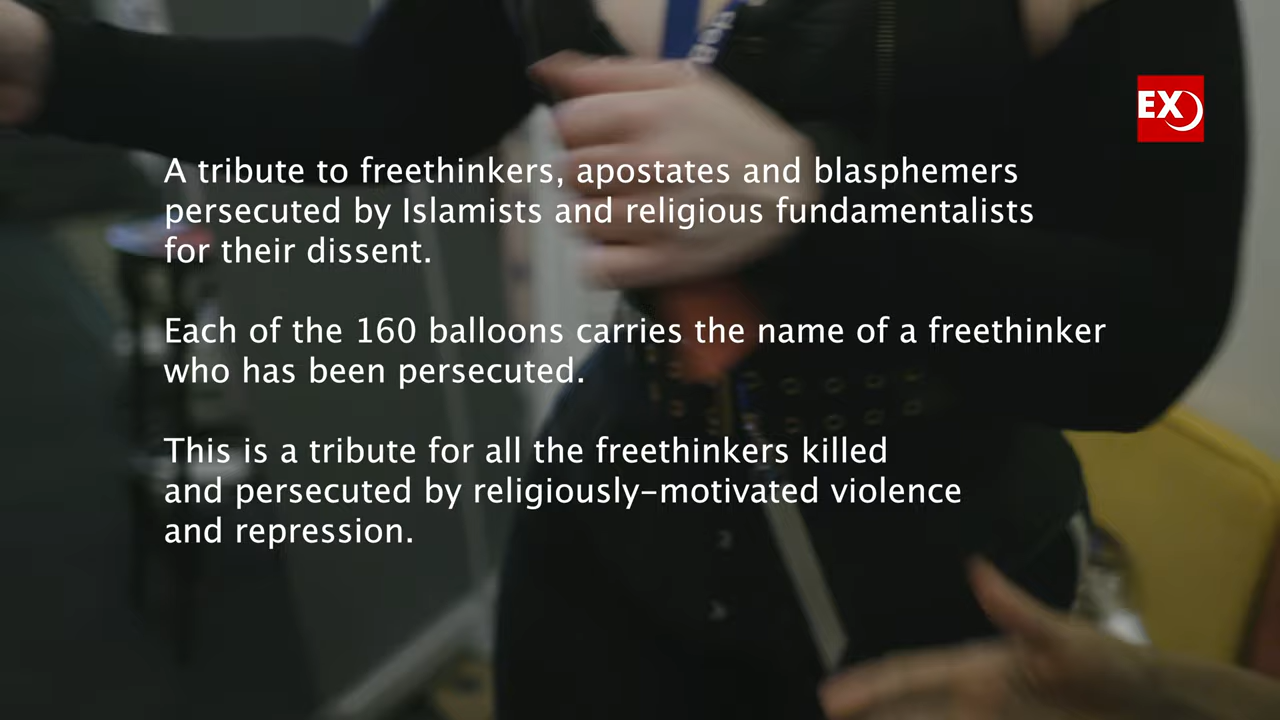 EX
A tribute to freethinkers, apostates and blasphemers
persecuted by Islamists and religious fundamentalists
for their dissent.
Each of the 160 balloons carries the name of a freethinker
who has been persecuted.
This is a tribute for all the freethinkers killed
and persecuted by religiously-motivated violence
and repression.